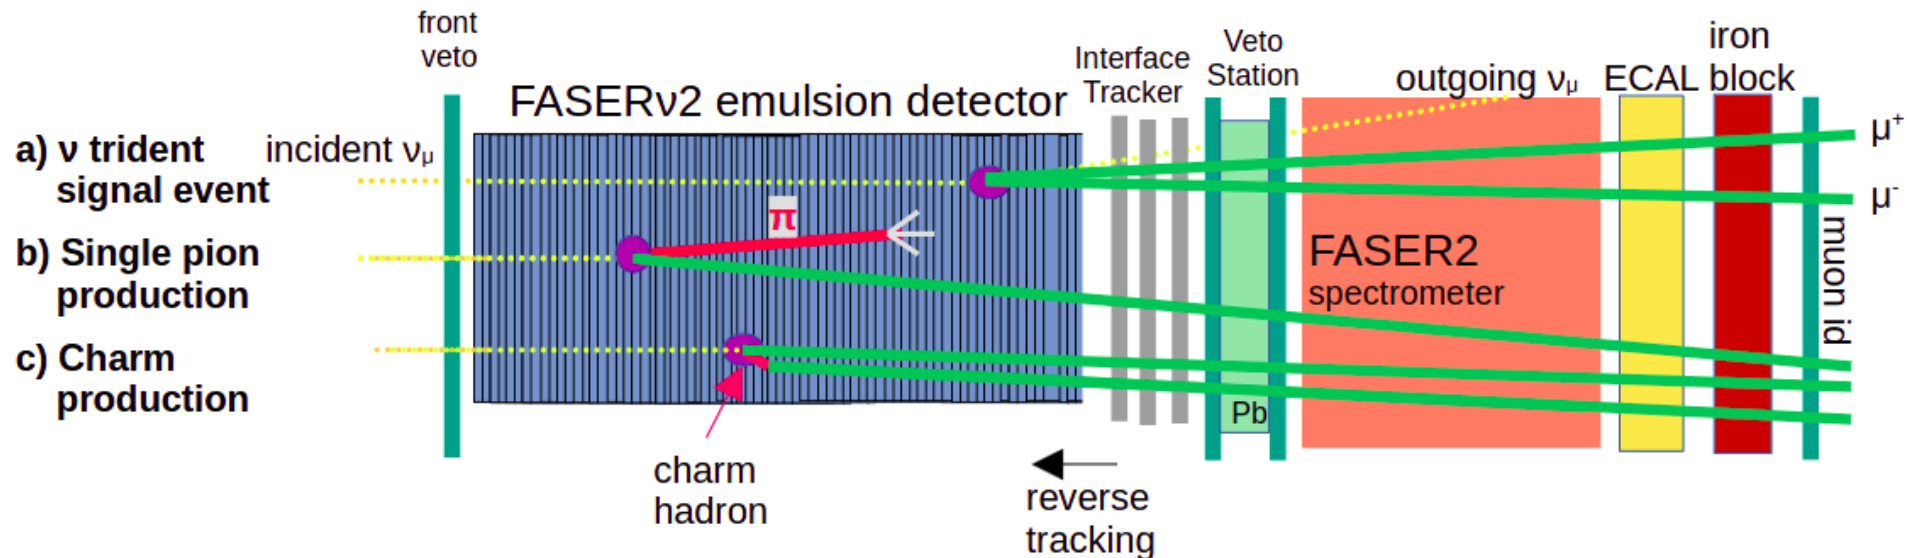 front
veto
FASERν2 emulsion detector
Interface
Tracker
Veto
Station
outgoing νμ
ECAL
iron
block
a) ν trident
signal event
incident νμ
μ+
μ-
π
b) Single pion
production
FASER2
spectrometer
muon id
c) Charm
production
Pb
charm
hadron
reverse
tracking